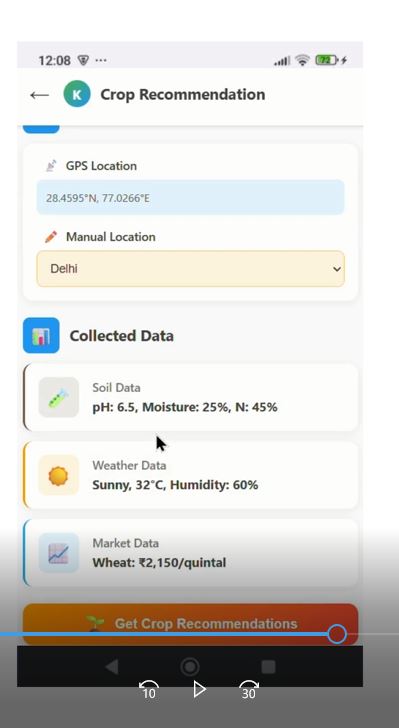 12:08
72
K
Crop Recommendation
GPS Location
28.4595°N, 77.0266°E
Manual Location
Delhi
Collected Data
Soil Data
pH: 6.5, Moisture: 25%, N: 45%
Weather Data
Sunny, 32°C, Humidity: 60%
Market Data
Wheat: ₹2,150/quintal
Get Crop Recommendations
10
30